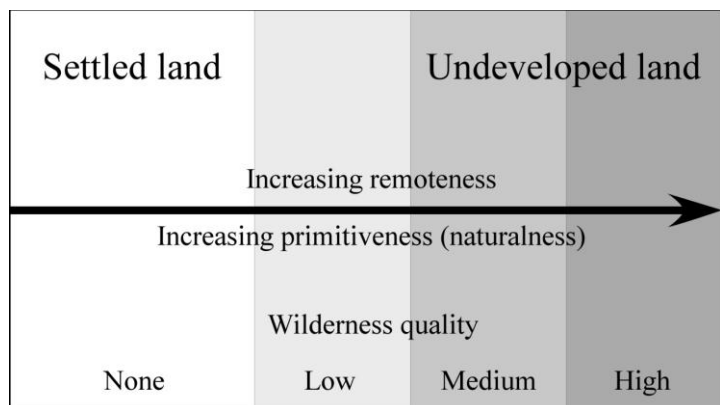 Settled land Undeveloped land
Increasing remoteness
Increasing primitiveness (naturalness)
Wilderness quality
None Low Medium High